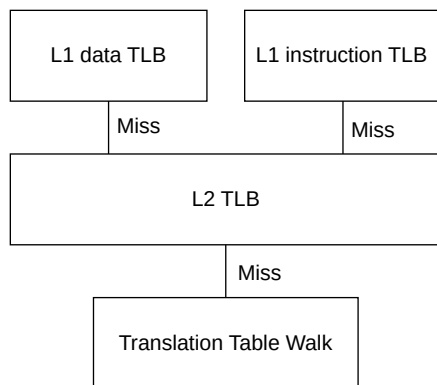 L1 data TLB
L1 instruction TLB
Miss
Miss
L2 TLB
Miss
Translation Table Walk